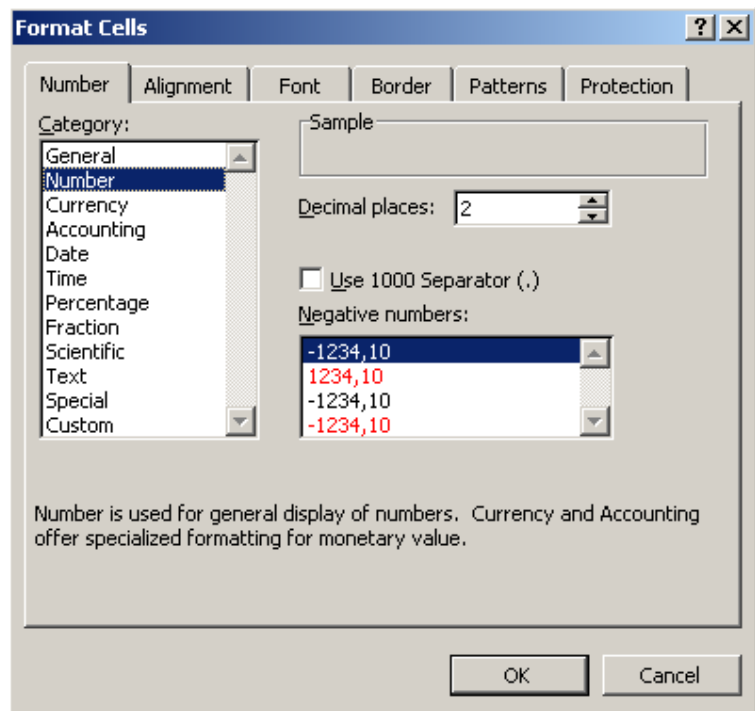 Format Cells
Number Alignment Font Border Patterns Protection
Category:
General
Number
Currency
Accounting
Date
Time
Percentage
Fraction
Scientific
Text
Special
Custom
Sample
Decimal places: 2
Use 1000 Separator (.)
Negative numbers:
-1234,10
1234,10
-1234,10
-1234,10
Number is used for general display of numbers. Currency and Accounting
offer specialized formatting for monetary value.
OK Cancel